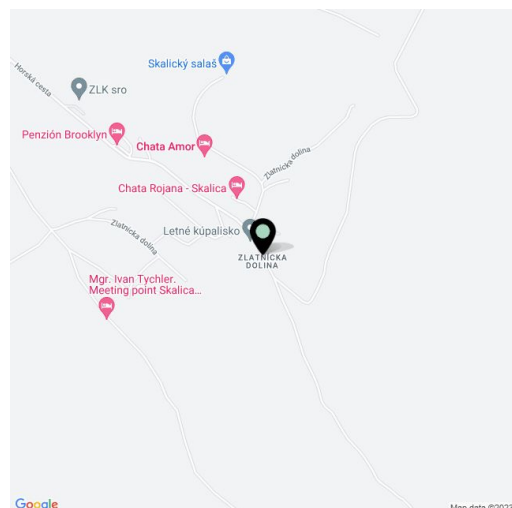 Skalický salaš
Horská cesta
ZLK sro
Penzión Brooklyn
Chata Amor
Zlatnícka dolina
Chata Rojana - Skalica
Zlatnícka dolina
Letné kúpalisko
ZLATNÍCKA
DOLINA
Mgr. Ivan Tychler.
Meeting point Skalica...
Google